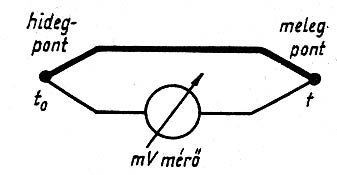 hideg-
pont
meleg
pont
t₀
t
mV mérő